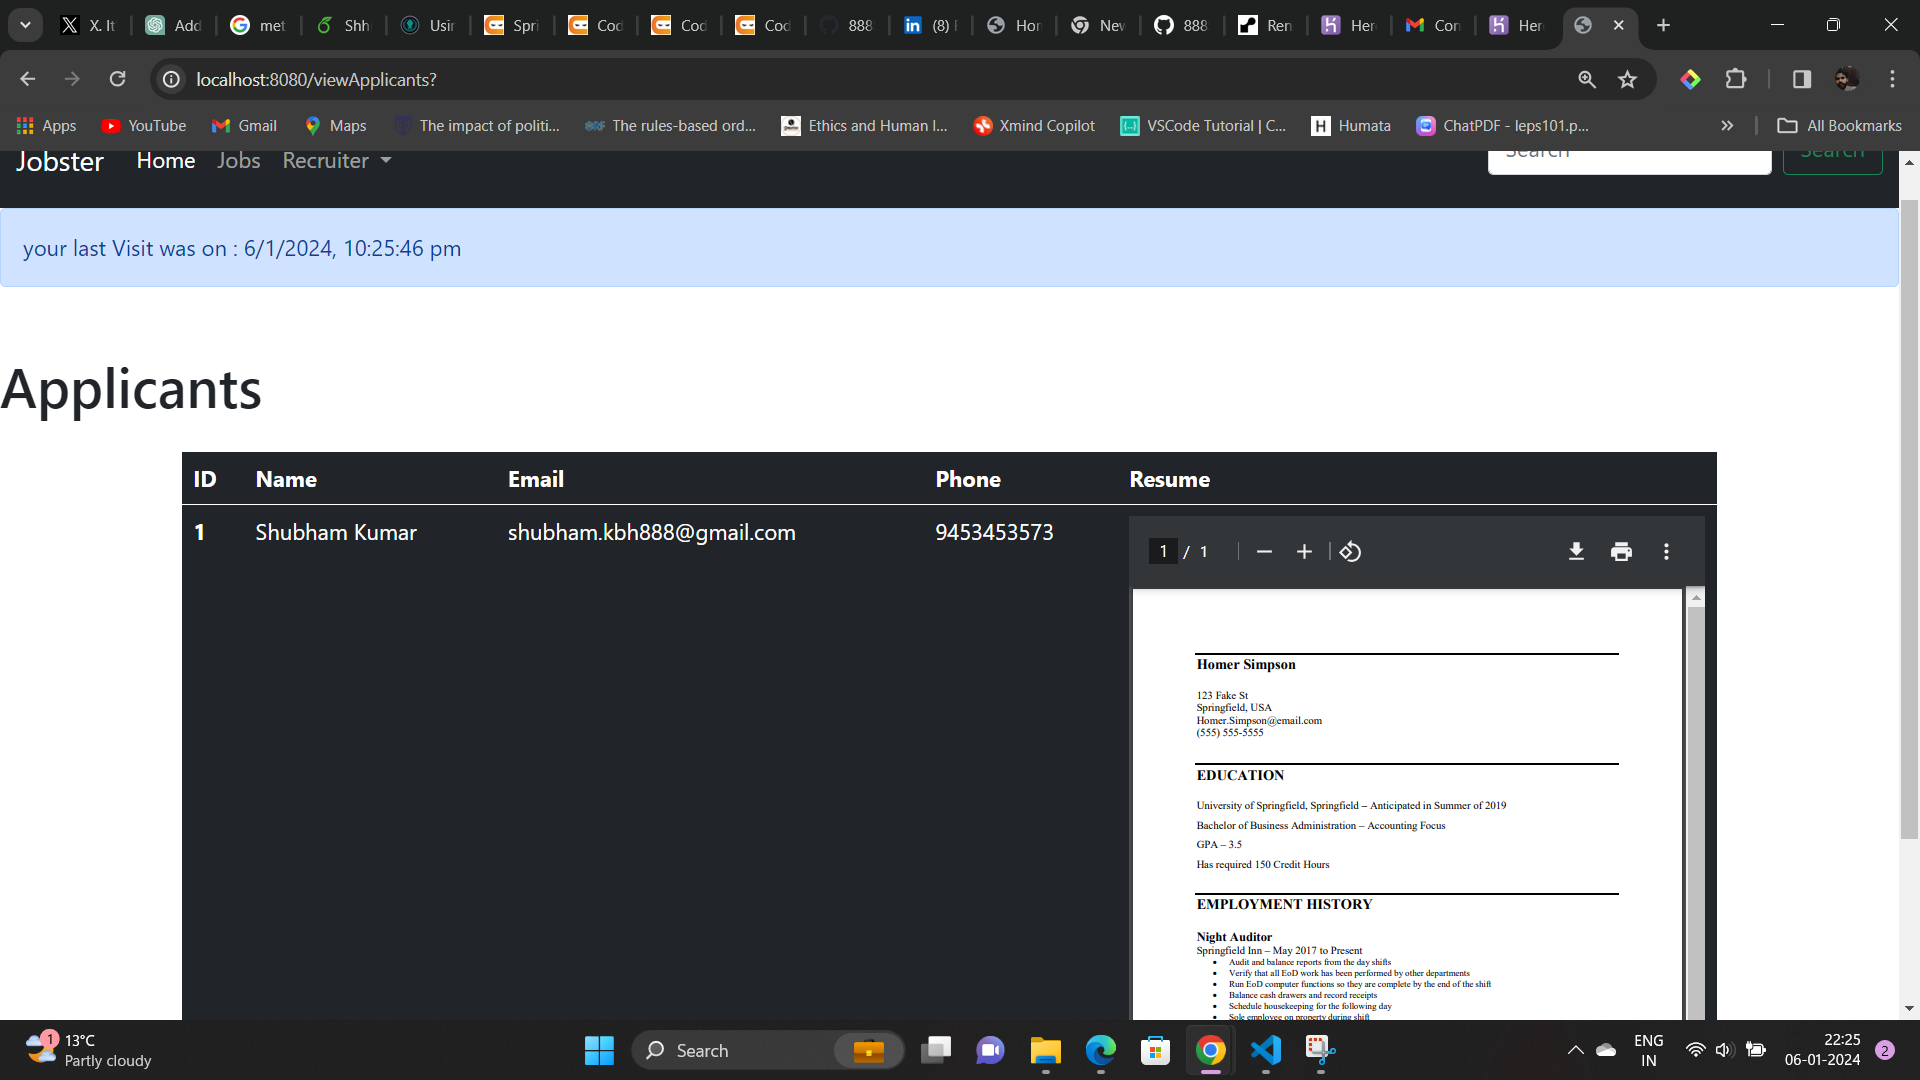 X. It
Add
met
Shh
Usir
Spri
Cod
Cod
Cod
888
(8) F
Hon
Nev
888
Ren
Her
Con
Her
localhost:8080/viewApplicants?
Apps
YouTube
Gmail
Maps
The impact of politi...
The rules-based ord...
Ethics and Human I...
Xmind Copilot
VSCode Tutorial | C...
Humata
ChatPDF - leps101.p...
All Bookmarks
Jobster Home Jobs Recruiter
Search
Search
your last Visit was on : 6/1/2024, 10:25:46 pm
Applicants
ID Name Email Phone Resume
1 Shubham Kumar shubham.kbh888@gmail.com 9453453573
1 / 1
Homer Simpson
123 Fake St
Springfield, USA
Homer.Simpson@email.com
(555) 555-5555
EDUCATION
University of Springfield, Springfield – Anticipated in Summer of 2019
Bachelor of Business Administration – Accounting Focus
GPA – 3.5
Has required 150 Credit Hours
EMPLOYMENT HISTORY
Night Auditor
Springfield Inn – May 2017 to Present
• Audit and balance reports from the day shifts
• Verify that all EoD work has been performed by other departments
• Run EoD computer functions so they are complete by the end of the shift
• Balance cash drawers and record receipts
• Schedule housekeeping for the following day
• Sole employee on property during shift
1
13°C
Partly cloudy
Search
ENG
IN
22:25
06-01-2024
2